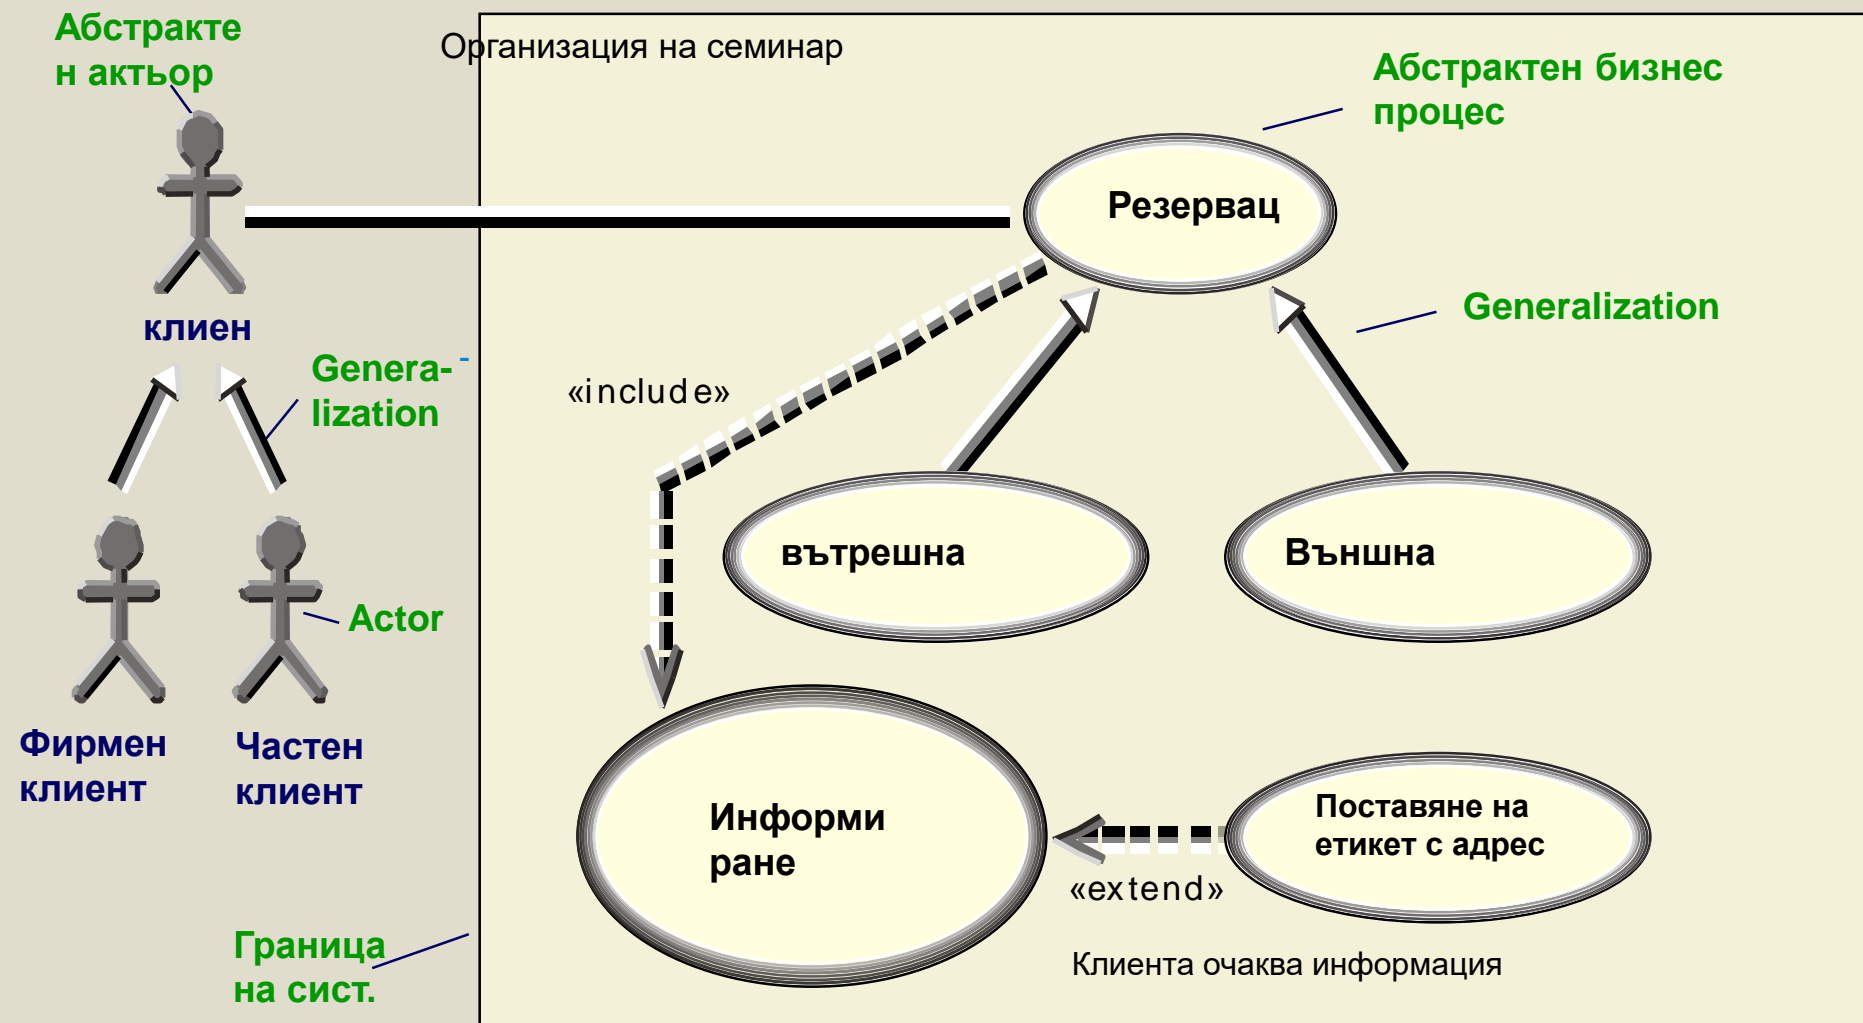 Абстракте
н актьор
Организация на семинар
Абстрактен бизнес
процес
Резервац
клиен
Generalization
Genera-
lization
-
«include»
вътрешна
Външна
Actor
Фирмен
клиент
Частен
клиент
Информи
ране
Поставяне на
етикет с адрес
«extend»
Граница
на сист.
Клиента очаква информация